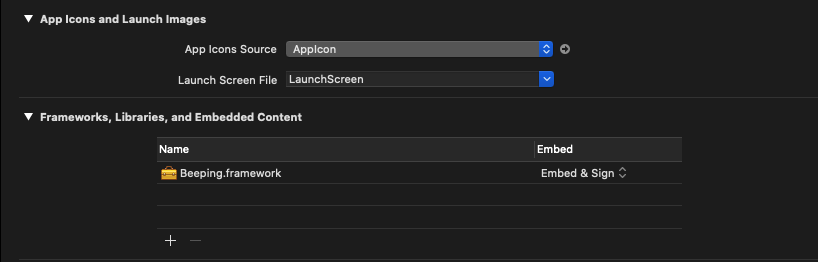 App Icons and Launch Images
App Icons Source AppIcon
Launch Screen File LaunchScreen
Frameworks, Libraries, and Embedded Content
Name Embed
Beeping.framework Embed & Sign